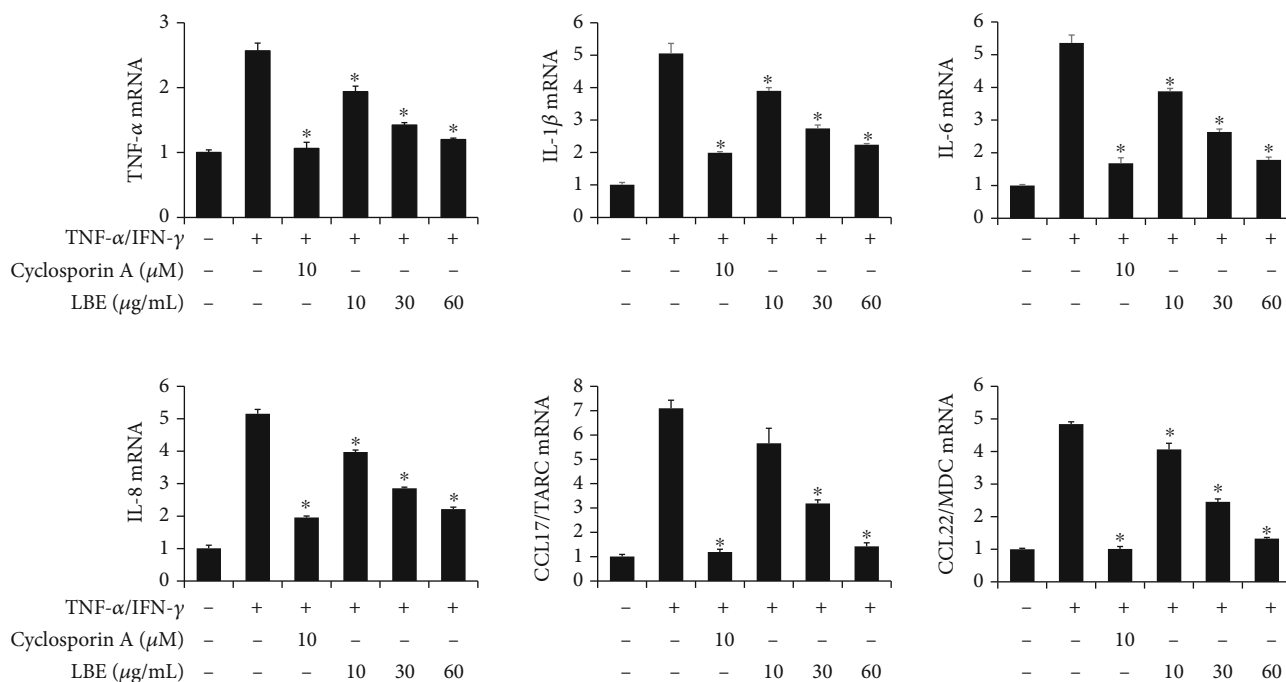 3
2
1
0
TNF-α mRNA
* * * *
6
5
4
3
2
1
0
IL-1β mRNA
* * * *
6
5
4
3
2
1
0
IL-6 mRNA
* * * *
TNF-α/IFN-γ – + + + + + – + + + + + – + + + + +
Cyclosporin A (μM) – – 10 – – – – – 10 – – – – – 10 – – –
LBE (μg/mL) – – – 10 30 60 – – – 10 30 60 – – – 10 30 60
6
5
4
3
2
1
0
IL-8 mRNA
* * * *
8
7
6
5
4
3
2
1
0
CCL17/TARC mRNA
* * *
6
5
4
3
2
1
0
CCL22/MDC mRNA
* * * *
TNF-α/IFN-γ – + + + + + – + + + + + – + + + + +
Cyclosporin A (μM) – – 10 – – – – – 10 – – – – – 10 – – –
LBE (μg/mL) – – – 10 30 60 – – – 10 30 60 – – – 10 30 60